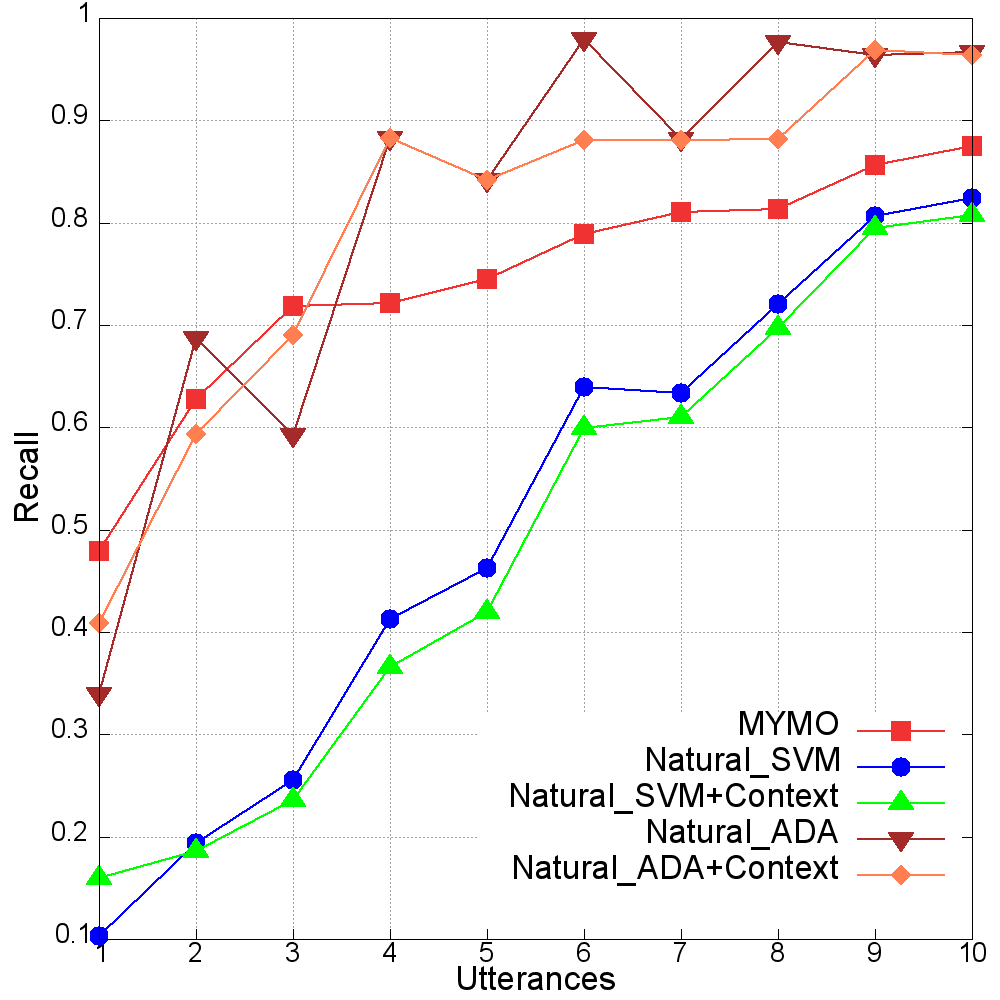 1
0.9
0.8
0.7
0.6
0.5
0.4
0.3
0.2
0.1
Recall
MYMO
Natural_SVM
Natural_SVM+Context
Natural_ADA
Natural_ADA+Context
1 2 3 4 5 6 7 8 9 10
Utterances